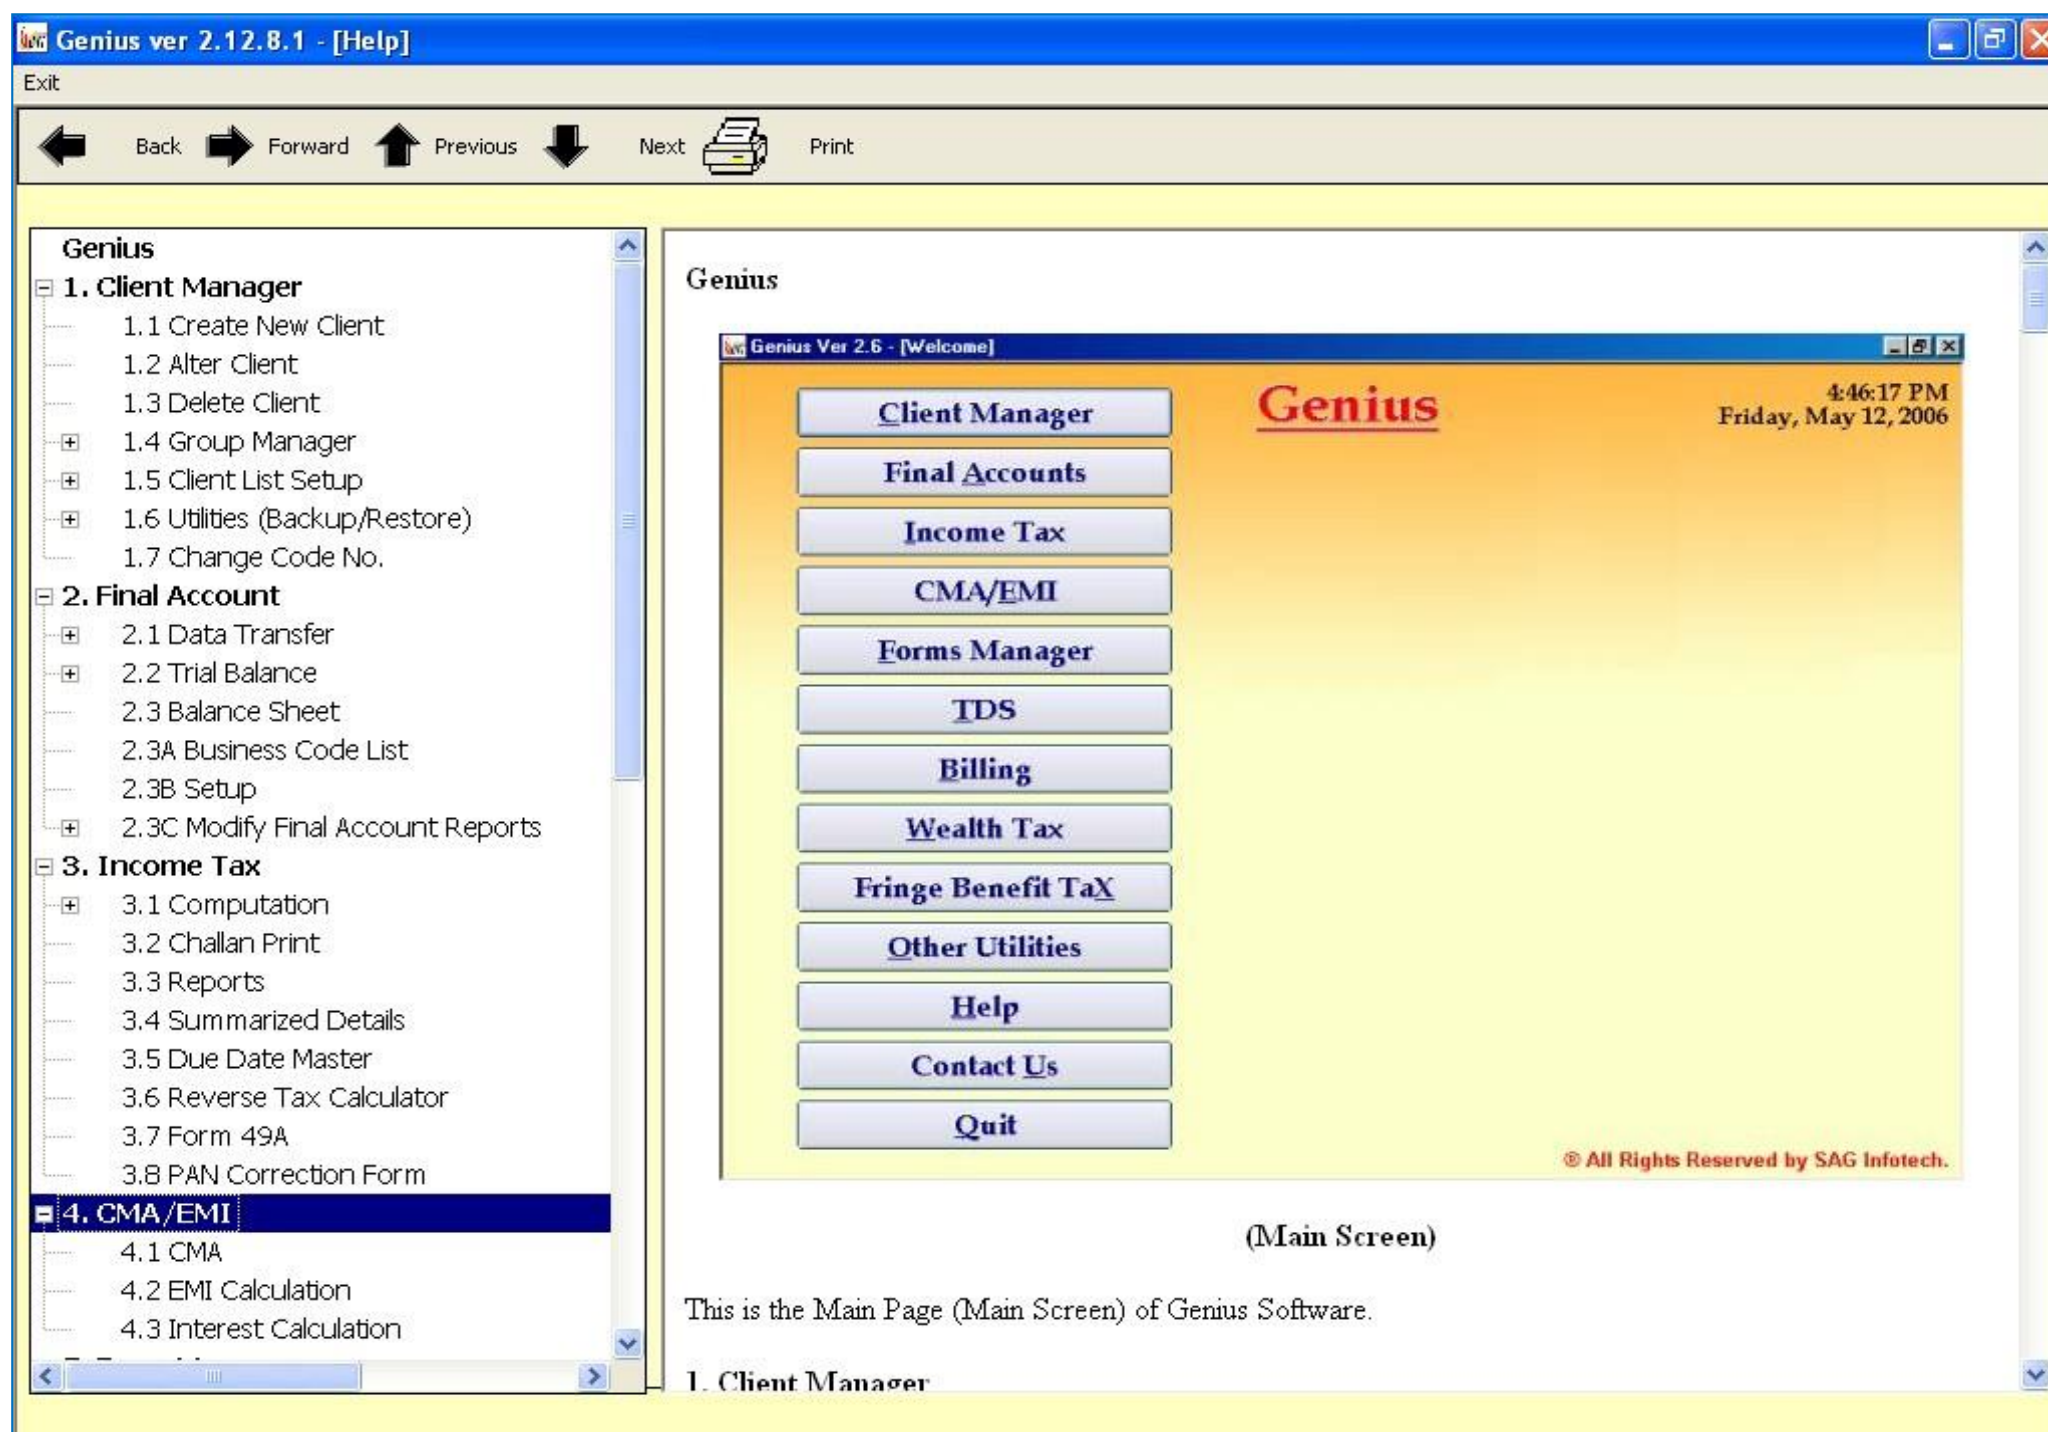 Genius ver 2.12.8.1 - [Help]
Exit
Back Forward Previous Next Print
Genius
1. Client Manager
1.1 Create New Client
1.2 Alter Client
1.3 Delete Client
1.4 Group Manager
1.5 Client List Setup
1.6 Utilities (Backup/Restore)
1.7 Change Code No.
2. Final Account
2.1 Data Transfer
2.2 Trial Balance
2.3 Balance Sheet
2.3A Business Code List
2.3B Setup
2.3C Modify Final Account Reports
3. Income Tax
3.1 Computation
3.2 Challan Print
3.3 Reports
3.4 Summarized Details
3.5 Due Date Master
3.6 Reverse Tax Calculator
3.7 Form 49A
3.8 PAN Correction Form
4. CMA/EMI
4.1 CMA
4.2 EMI Calculation
4.3 Interest Calculation
Genius
Genius Ver 2.6 - [Welcome]
Genius
4:46:17 PM
Friday, May 12, 2006
Client Manager
Final Accounts
Income Tax
CMA/EMI
Forms Manager
TDS
Billing
Wealth Tax
Fringe Benefit TaX
Other Utilities
Help
Contact Us
Quit
® All Rights Reserved by SAG Infotech.
(Main Screen)
This is the Main Page (Main Screen) of Genius Software.
1. Client Manager